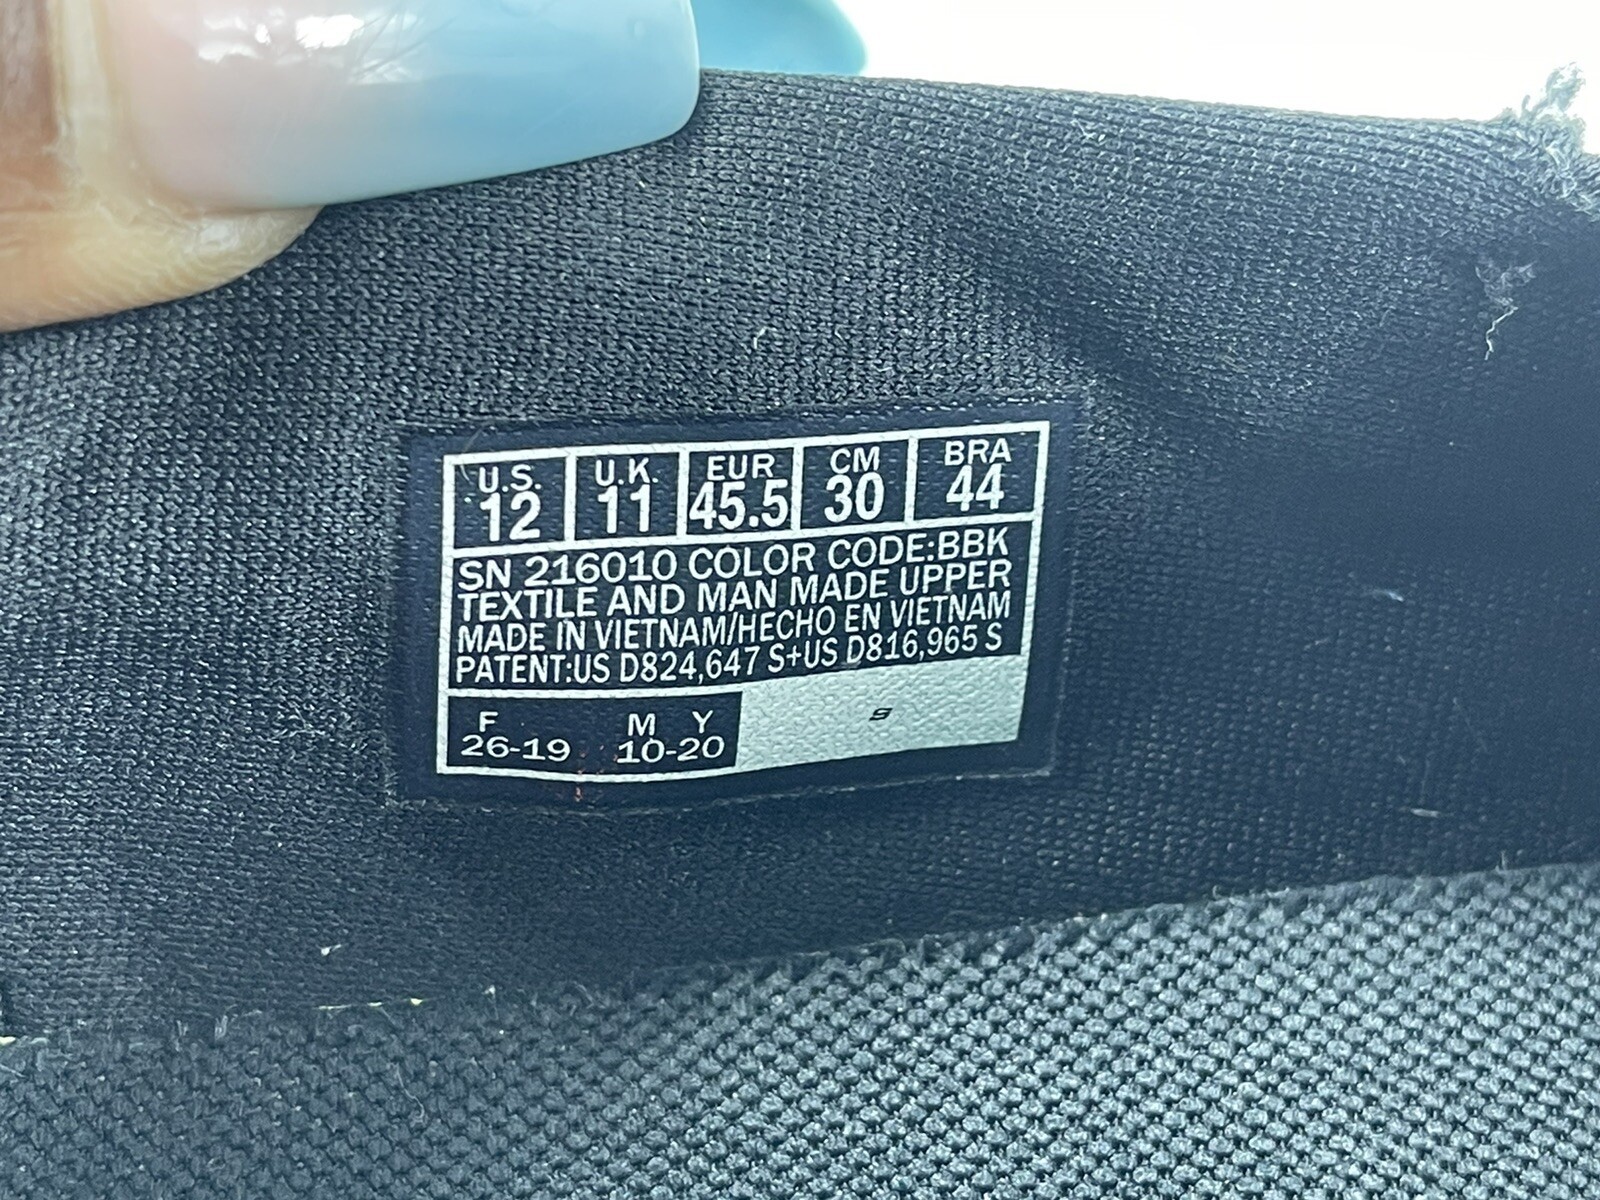 U.S. U.K. EUR CM BRA
12 11 45.5 30 44
SN 216010 COLOR CODE:BBK
TEXTILE AND MAN MADE UPPER
MADE IN VIETNAM/HECHO EN VIETNAM
PATENT:US D824,647 S+US D816,965 S
F M Y
26-19 10-20
S